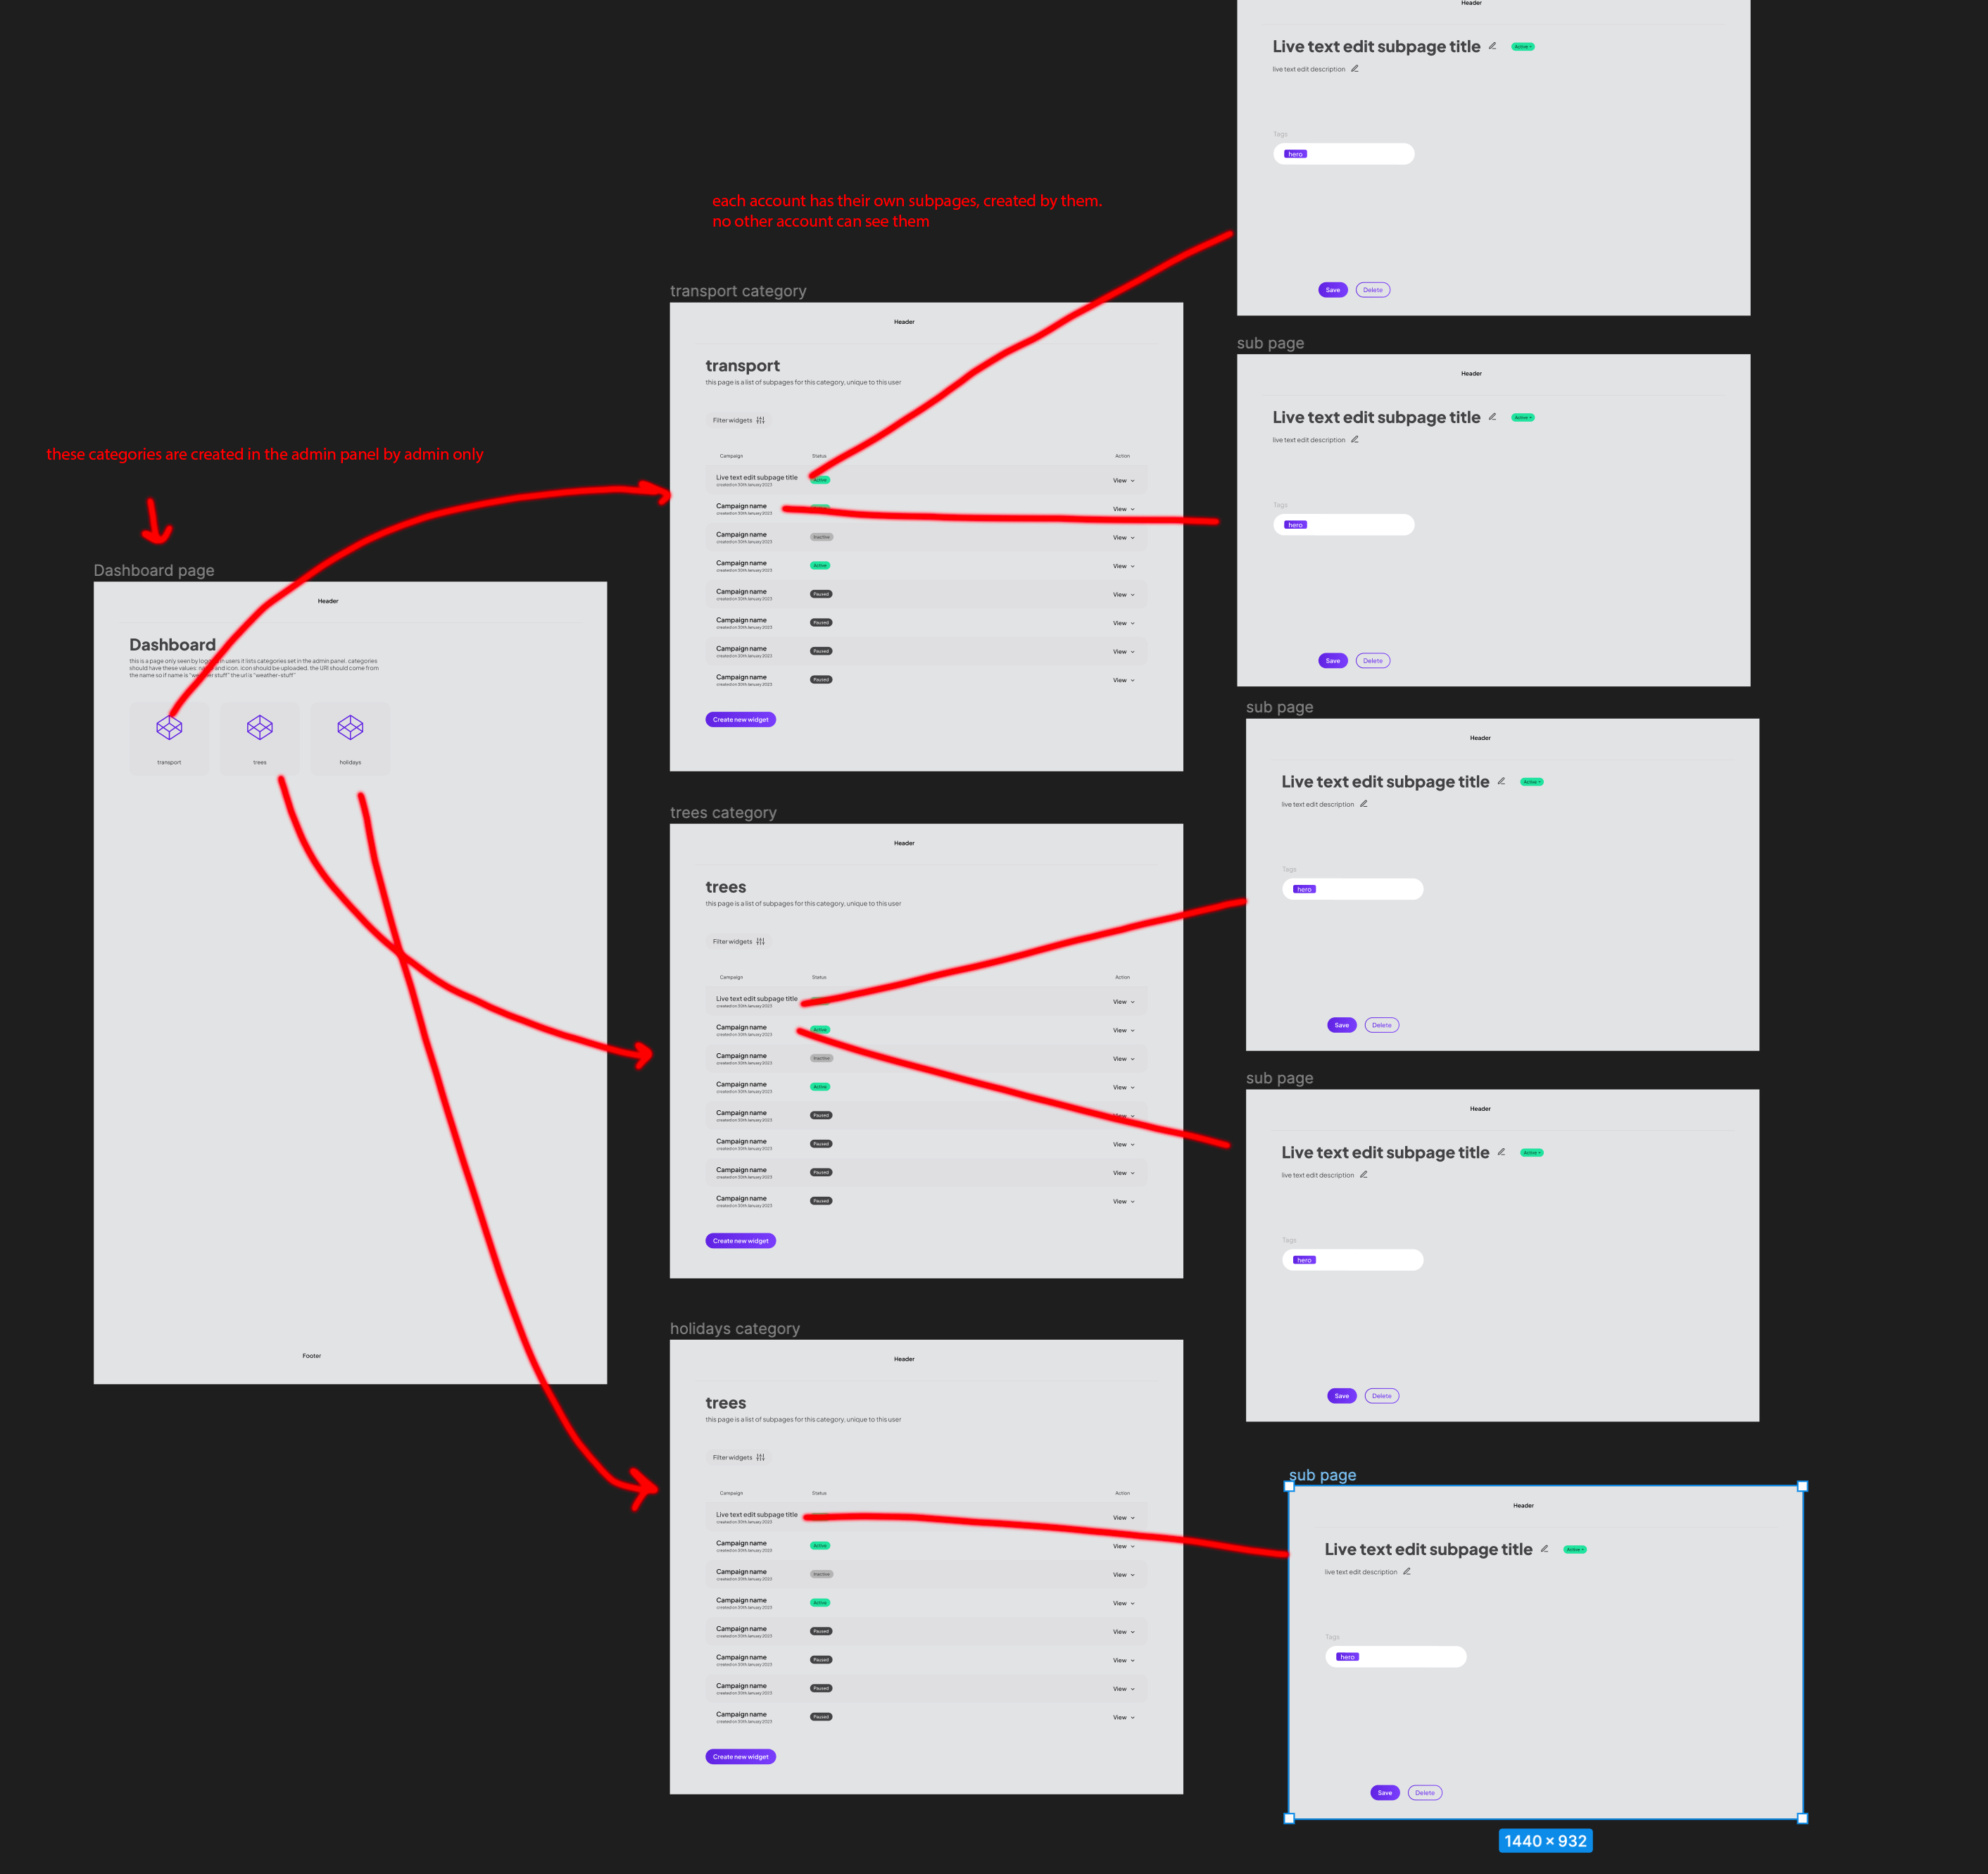 these categories are created in the admin panel by admin only
Dashboard page
Header
Dashboard
this is a page only seen by logged in users it lists categories set in the admin panel. categories
should have these values: name and icon. icon should be uploaded. the URl should come from
the name so if name is "weather stuff" the url is "weather-stuff"
transport
trees
holidays
Footer
each account has their own subpages, created by them.
no other account can see them
transport category
Header
transport
this page is a list of subpages for this category, unique to this user
Filter widgets
Campaign Status Action
Live text edit subpage title Active View
created on 30th January 2023
Campaign name View
created on 30th January 2023
Campaign name Inactive View
created on 30th January 2023
Campaign name Active View
created on 30th January 2023
Campaign name Paused View
created on 30th January 2023
Campaign name Paused View
created on 30th January 2023
Campaign name Paused View
created on 30th January 2023
Campaign name Paused View
created on 30th January 2023
Create new widget
trees category
Header
trees
this page is a list of subpages for this category, unique to this user
Filter widgets
Campaign Status Action
Live text edit subpage title View
created on 30th January 2023
Campaign name Active View
created on 30th January 2023
Campaign name Inactive View
created on 30th January 2023
Campaign name Active View
created on 30th January 2023
Campaign name Paused View
created on 30th January 2023
Campaign name Paused View
created on 30th January 2023
Campaign name Paused View
created on 30th January 2023
Campaign name Paused View
created on 30th January 2023
Create new widget
holidays category
Header
trees
this page is a list of subpages for this category, unique to this user
Filter widgets
Campaign Status Action
Live text edit subpage title View
created on 30th January 2023
Campaign name Active View
created on 30th January 2023
Campaign name Inactive View
created on 30th January 2023
Campaign name Active View
created on 30th January 2023
Campaign name Paused View
created on 30th January 2023
Campaign name Paused View
created on 30th January 2023
Campaign name Paused View
created on 30th January 2023
Campaign name Paused View
created on 30th January 2023
Create new widget
Header
Live text edit subpage title Active
live text edit description
Tags
hero
Save Delete
sub page
Header
Live text edit subpage title Active
live text edit description
Tags
hero
Save Delete
sub page
Header
Live text edit subpage title Active
live text edit description
Tags
hero
Save Delete
sub page
Header
Live text edit subpage title Active
live text edit description
Tags
hero
Save Delete
sub page
Header
Live text edit subpage title Active
live text edit description
Tags
hero
Save Delete
1440 × 932